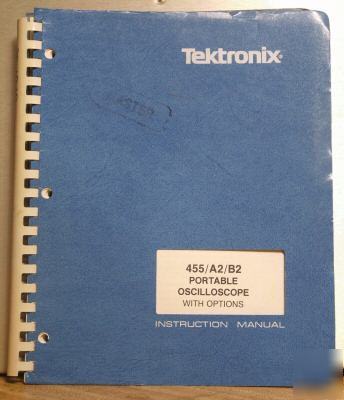 Tektronix®
455/A2/B2
PORTABLE
OSCILLOSCOPE
WITH OPTIONS
INSTRUCTION MANUAL